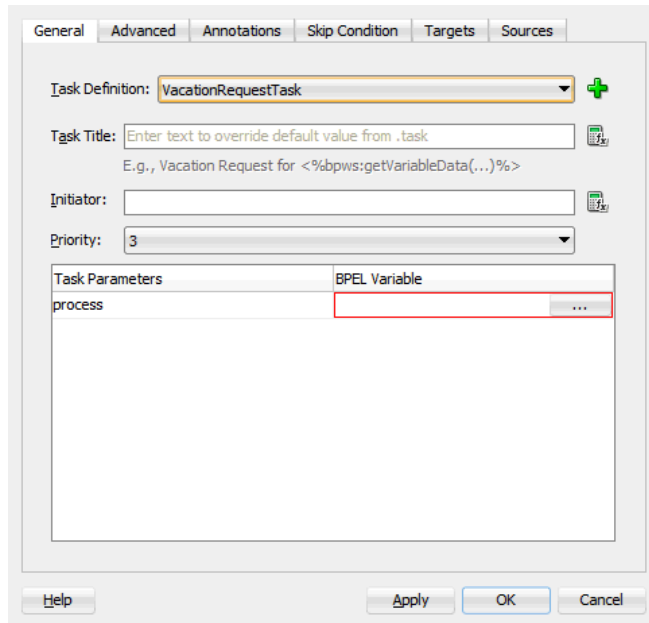 General Advanced Annotations Skip Condition Targets Sources
Task Definition: VacationRequestTask
Task Title: Enter text to override default value from .task
E.g., Vacation Request for <%bpws:getVariableData(...)%>
Initiator:
Priority: 3
Task Parameters BPEL Variable
process ...
Help Apply OK Cancel